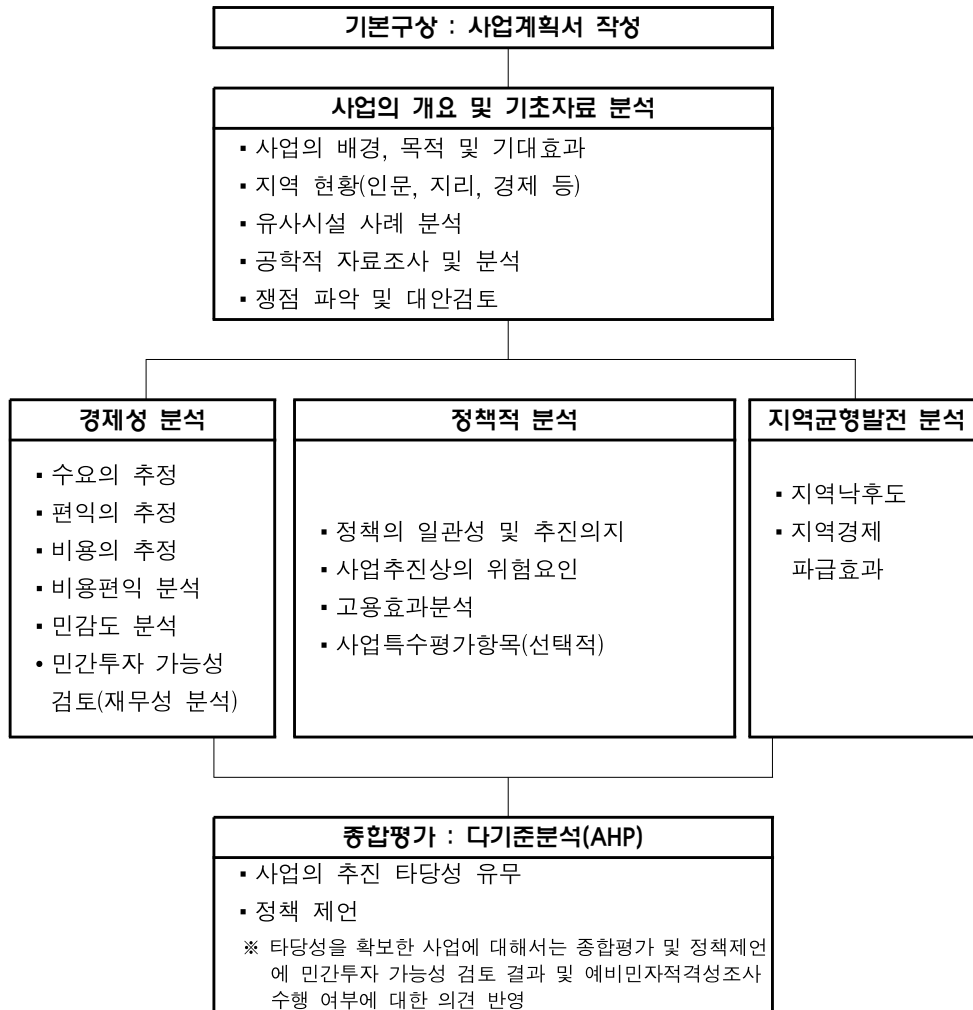 기본구상 : 사업계획서 작성
사업의 개요 및 기초자료 분석
▪ 사업의 배경, 목적 및 기대효과
▪ 지역 현황(인문, 지리, 경제 등)
▪ 유사시설 사례 분석
▪ 공학적 자료조사 및 분석
▪ 쟁점 파악 및 대안검토
경제성 분석
▪ 수요의 추정
▪ 편익의 추정
▪ 비용의 추정
▪ 비용편익 분석
▪ 민감도 분석
• 민간투자 가능성
검토(재무성 분석)
정책적 분석
▪ 정책의 일관성 및 추진의지
▪ 사업추진상의 위험요인
▪ 고용효과분석
▪ 사업특수평가항목(선택적)
지역균형발전 분석
▪ 지역낙후도
▪ 지역경제
파급효과
종합평가 : 다기준분석(AHP)
▪ 사업의 추진 타당성 유무
▪ 정책 제언
※ 타당성을 확보한 사업에 대해서는 종합평가 및 정책제언
에 민간투자 가능성 검토 결과 및 예비민자적격성조사
수행 여부에 대한 의견 반영